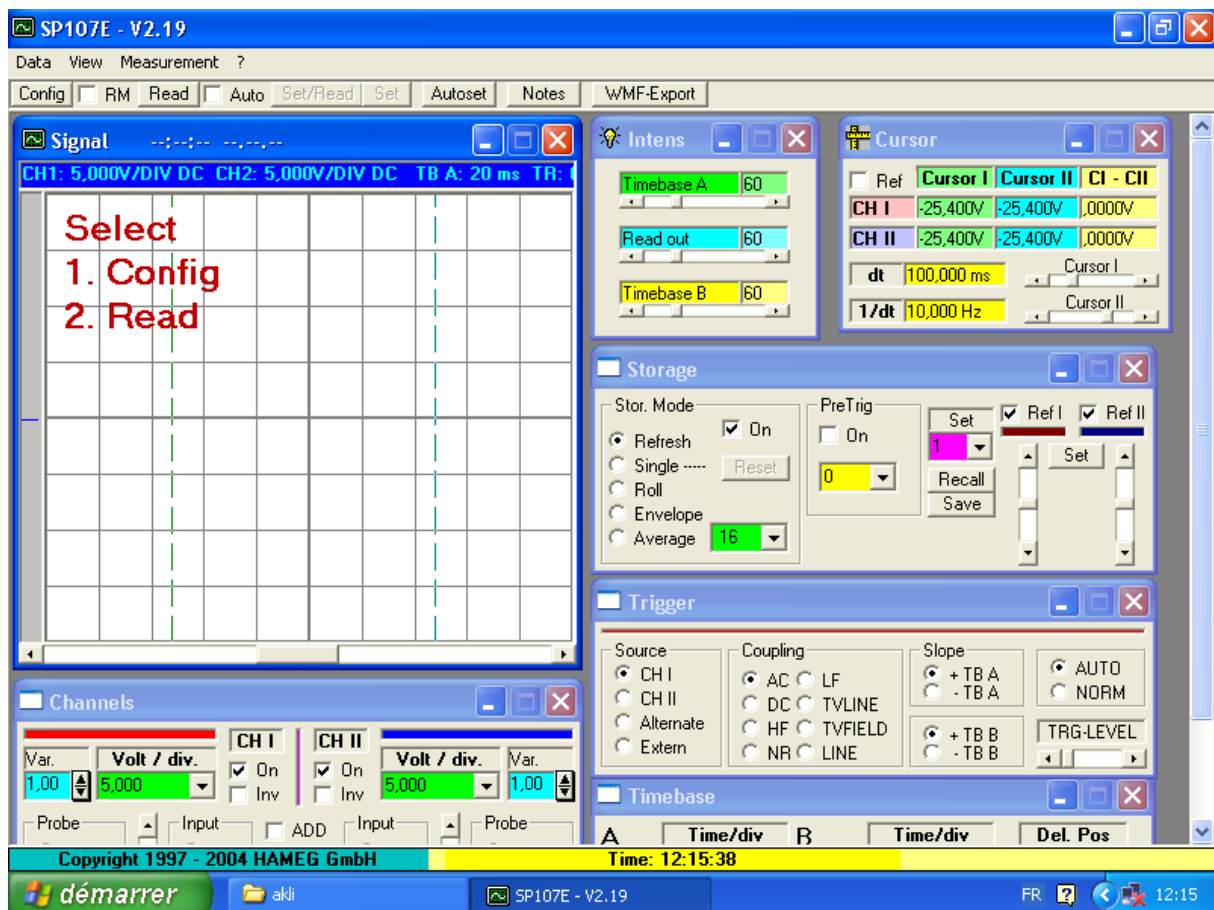 SP107E - V2.19
Data View Measurement ?
Config RM Read Auto Set/Read Set Autoset Notes WMF-Export
Signal --:--:-- --.--.--
CH1: 5,000V/DIV DC CH2: 5,000V/DIV DC TB A: 20 ms TR:
Select
1. Config
2. Read
Intens
Timebase A 60
Read out 60
Timebase B 60
Cursor
Ref Cursor I Cursor II CI - CII
CH I -25,400V -25,400V ,0000V
CH II -25,400V -25,400V ,0000V
dt 100,000 ms Cursor I
1/dt 10,000 Hz Cursor II
Storage
Stor. Mode
On
Refresh
Single -----
Reset
Roll
Envelope
Average 16
PreTrig
On
0
Set
1
Recall
Save
Ref I Ref II
Set
Trigger
Source
CH I
CH II
Alternate
Extern
Coupling
AC LF
DC TVLINE
HF TVFIELD
NR LINE
Slope
+ TB A
- TB A
+ TB B
- TB B
AUTO
NORM
TRG-LEVEL
Channels
CH I CH II
Var. Volt / div. On On Volt / div. Var.
1,00 5,000 Inv Inv 5,000 1,00
Probe Input ADD Input Probe
Timebase
A Time/div B Time/div Del. Pos
Copyright 1997 - 2004 HAMEG GmbH Time: 12:15:38
démarrer akli SP107E - V2.19 FR 12:15